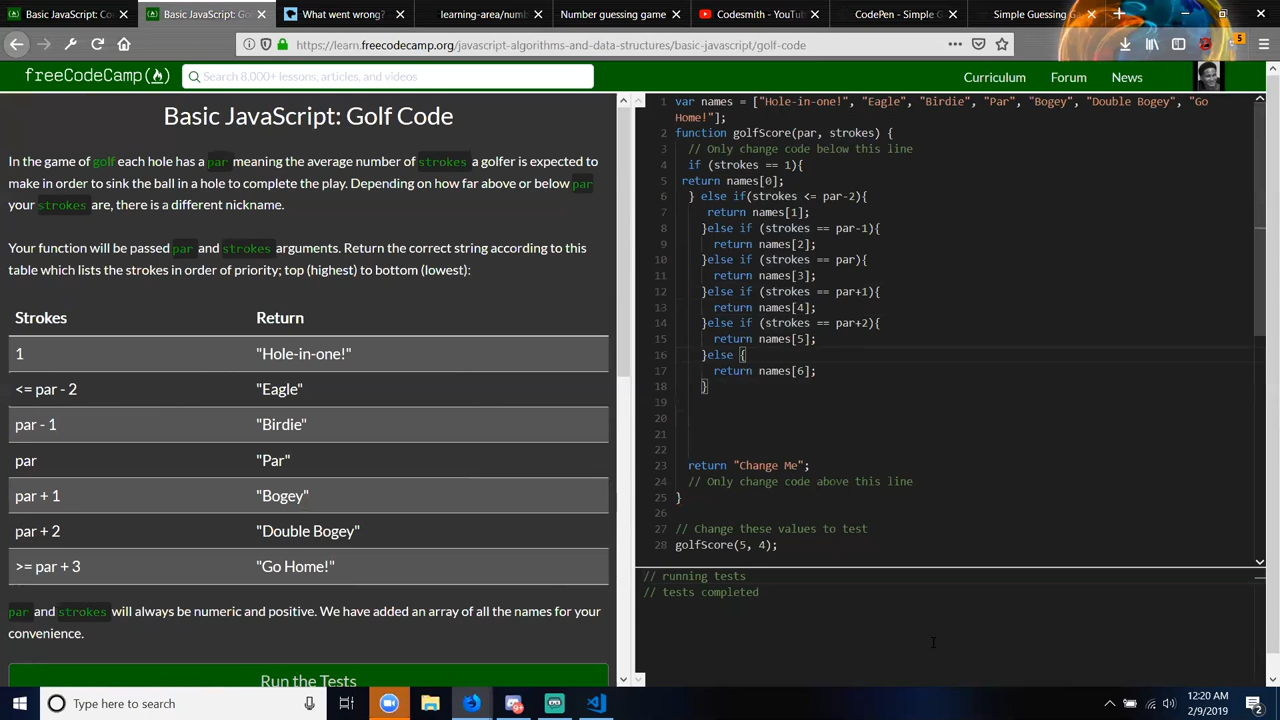 Basic JavaScript: Co
Basic JavaScript: Go
What went wrong?
learning-area/num
Number guessing game
Codesmith - YouTu
CodePen - Simple G
Simple Guessing Ga
https://learn.freecodecamp.org/javascript-algorithms-and-data-structures/basic-javascript/golf-code
5
freeCodeCamp
Search 8,000+ lessons, articles, and videos
Curriculum
Forum
News
Basic JavaScript: Golf Code
In the game of golf each hole has a par meaning the average number of strokes a golfer is expected to
make in order to sink the ball in a hole to complete the play. Depending on how far above or below par
your strokes are, there is a different nickname.
Your function will be passed par and strokes arguments. Return the correct string according to this
table which lists the strokes in order of priority; top (highest) to bottom (lowest):
Strokes Return
1 "Hole-in-one!"
<= par - 2 "Eagle"
par - 1 "Birdie"
par "Par"
par + 1 "Bogey"
par + 2 "Double Bogey"
>= par + 3 "Go Home!"
par and strokes will always be numeric and positive. We have added an array of all the names for your
convenience.
Run the Tests
1 var names = ["Hole-in-one!", "Eagle", "Birdie", "Par", "Bogey", "Double Bogey", "Go
Home!"];
2 function golfScore(par, strokes) {
3 // Only change code below this line
4 if (strokes == 1){
5 return names[0];
6 } else if(strokes <= par-2){
7 return names[1];
8 }else if (strokes == par-1){
9 return names[2];
10 }else if (strokes == par){
11 return names[3];
12 }else if (strokes == par+1){
13 return names[4];
14 }else if (strokes == par+2){
15 return names[5];
16 }else {
17 return names[6];
18 }
19
20
21
22
23 return "Change Me";
24 // Only change code above this line
25 }
26
27 // Change these values to test
28 golfScore(5, 4);
// running tests
// tests completed
Type here to search
12:20 AM
2/9/2019
2